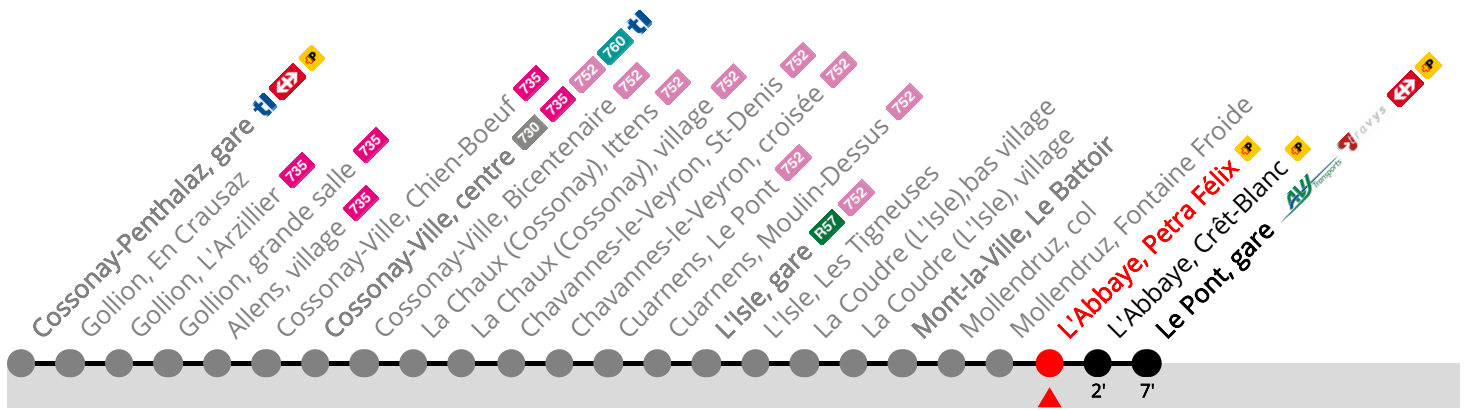 Cossonay-Penthalaz, gare tl P
Gollion, En Crausaz
Gollion, L'Arzillier 735
Gollion, grande salle 735
Allens, village 735
Cossonay-Ville, Chien-Boeuf 735
Cossonay-Ville, centre 730 735 752 760 tl
Cossonay-Ville, Bicentenaire 752
La Chaux (Cossonay), Ittens 752
La Chaux (Cossonay), village 752
Chavannes-le-Veyron, St-Denis 752
Chavannes-le-Veyron, croisée 752
Cuarnens, Le Pont 752
Cuarnens, Moulin-Dessus 752
L'Isle, gare R57 752
L'Isle, Les Tigneuses
La Coudre (L'Isle),bas village
La Coudre (L'Isle), village
Mont-la-Ville, Le Battoir
Mollendruz, col
Mollendruz, Fontaine Froide
L'Abbaye, Petra Félix P
L'Abbaye, Crêt-Blanc P
Le Pont, gare AVJ Transports travys P
2'
7'